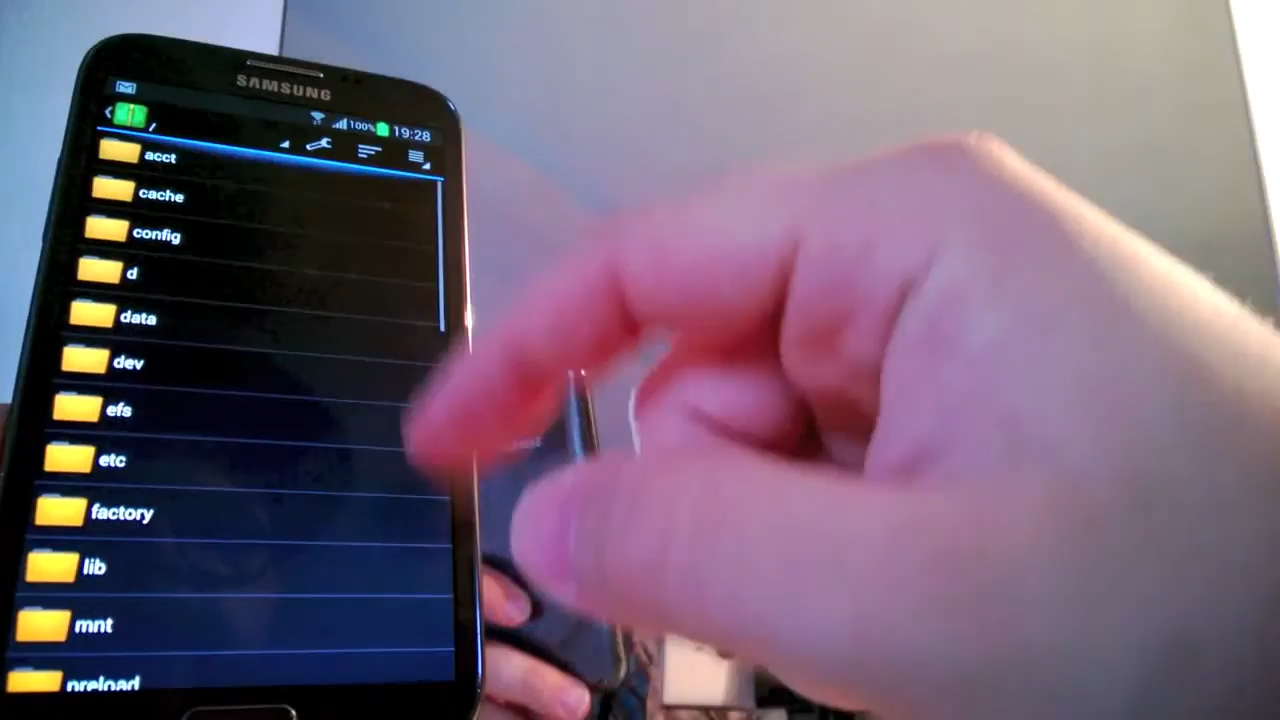 SAMSUNG
100% 19:28
/
acct
cache
config
d
data
dev
efs
etc
factory
lib
mnt
preload